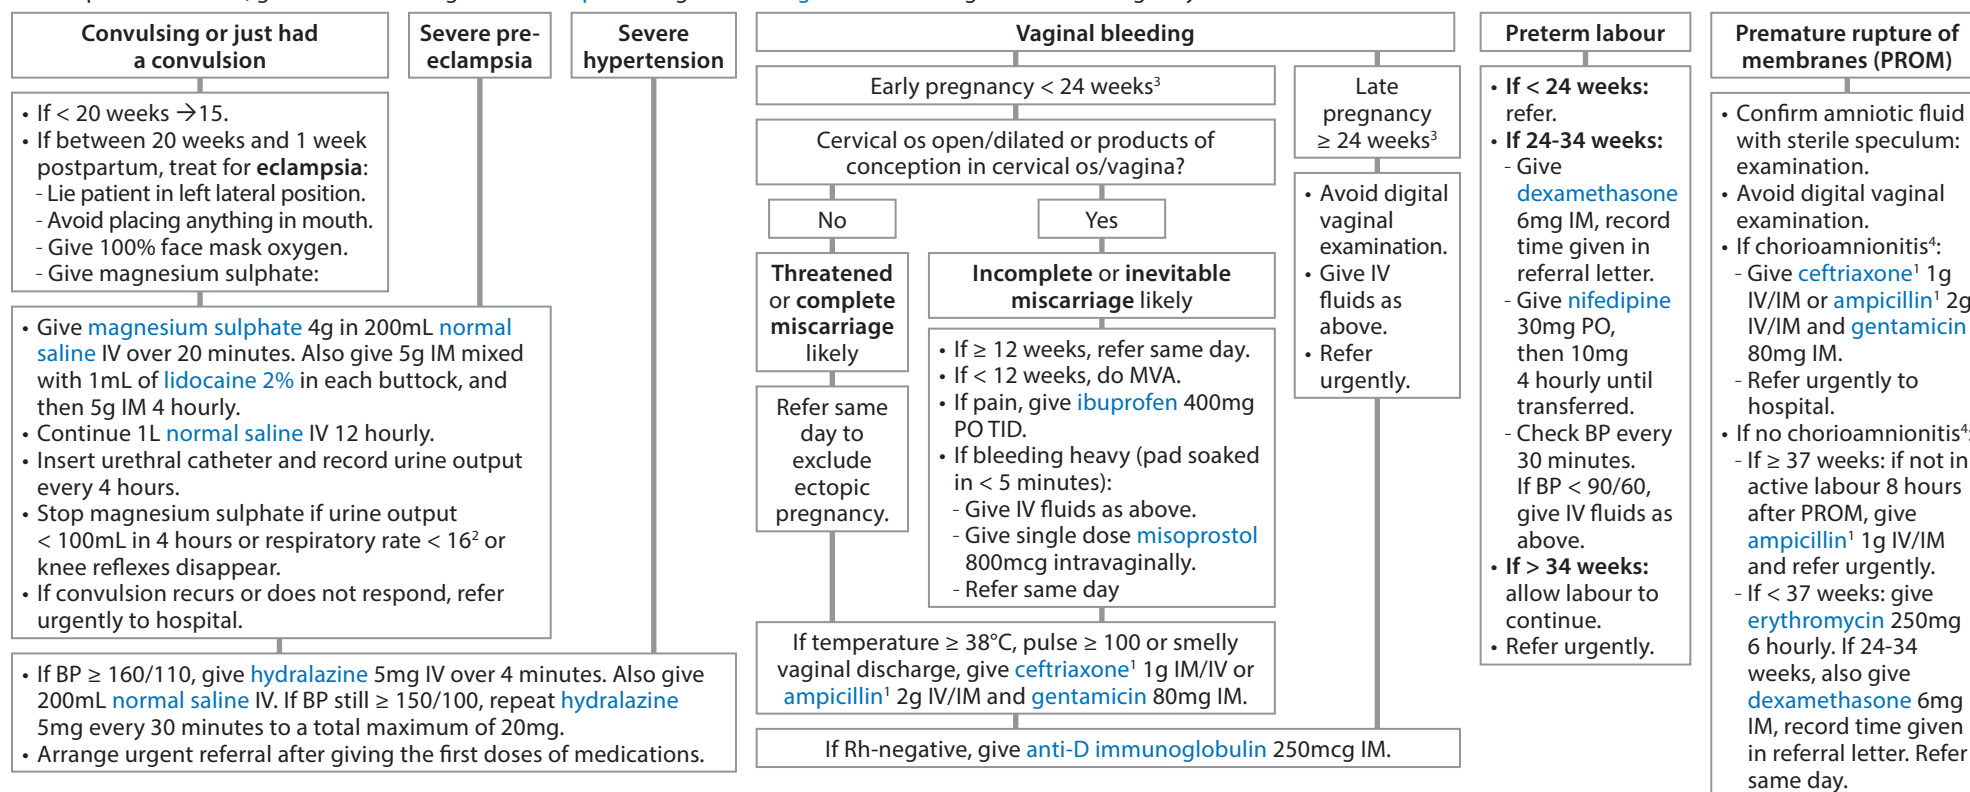 Convulsing or just had
a convulsion
• If < 20 weeks →15.
• If between 20 weeks and 1 week
postpartum, treat for eclampsia:
- Lie patient in left lateral position.
- Avoid placing anything in mouth.
- Give 100% face mask oxygen.
- Give magnesium sulphate:
Severe pre-
eclampsia
• Give magnesium sulphate 4g in 200mL normal
saline IV over 20 minutes. Also give 5g IM mixed
with 1mL of lidocaine 2% in each buttock, and
then 5g IM 4 hourly.
• Continue 1L normal saline IV 12 hourly.
• Insert urethral catheter and record urine output
every 4 hours.
• Stop magnesium sulphate if urine output
< 100mL in 4 hours or respiratory rate < 16² or
knee reflexes disappear.
• If convulsion recurs or does not respond, refer
urgently to hospital.
Severe
hypertension
• If BP ≥ 160/110, give hydralazine 5mg IV over 4 minutes. Also give
200mL normal saline IV. If BP still ≥ 150/100, repeat hydralazine
5mg every 30 minutes to a total maximum of 20mg.
• Arrange urgent referral after giving the first doses of medications.
Vaginal bleeding
Early pregnancy < 24 weeks³
Cervical os open/dilated or products of
conception in cervical os/vagina?
No
Threatened
or complete
miscarriage
likely
Refer same
day to
exclude
ectopic
pregnancy.
Yes
Incomplete or inevitable
miscarriage likely
• If ≥ 12 weeks, refer same day.
• If < 12 weeks, do MVA.
• If pain, give ibuprofen 400mg
PO TID.
• If bleeding heavy (pad soaked
in < 5 minutes):
- Give IV fluids as above.
- Give single dose misoprostol
800mcg intravaginally.
- Refer same day
If temperature ≥ 38°C, pulse ≥ 100 or smelly
vaginal discharge, give ceftriaxone¹ 1g IM/IV or
ampicillin¹ 2g IV/IM and gentamicin 80mg IM.
Late
pregnancy
≥ 24 weeks³
• Avoid digital
vaginal
examination.
• Give IV
fluids as
above.
• Refer
urgently.
If Rh-negative, give anti-D immunoglobulin 250mcg IM.
Preterm labour
• If < 24 weeks:
refer.
• If 24-34 weeks:
- Give
dexamethasone
6mg IM, record
time given in
referral letter.
- Give nifedipine
30mg PO,
then 10mg
4 hourly until
transferred.
- Check BP every
30 minutes.
If BP < 90/60,
give IV fluids as
above.
• If > 34 weeks:
allow labour to
continue.
• Refer urgently.
Premature rupture of
membranes (PROM)
• Confirm amniotic fluid
with sterile speculum:
examination.
• Avoid digital vaginal
examination.
• If chorioamnionitis⁴:
- Give ceftriaxone¹ 1g
IV/IM or ampicillin¹ 2g
IV/IM and gentamicin
80mg IM.
- Refer urgently to
hospital.
• If no chorioamnionitis⁴:
- If ≥ 37 weeks: if not in
active labour 8 hours
after PROM, give
ampicillin¹ 1g IV/IM
and refer urgently.
- If < 37 weeks: give
erythromycin 250mg
6 hourly. If 24-34
weeks, also give
dexamethasone 6mg
IM, record time given
in referral letter. Refer
same day.